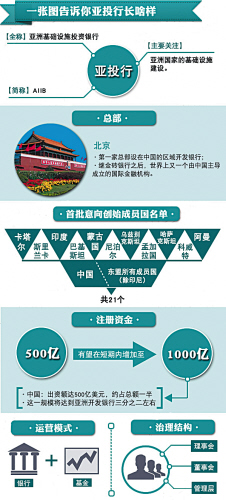 一张图告诉你亚投行长啥样
【全称】亚洲基础设施投资银行
【主要关注】
亚投行
亚洲国家的基础设施
建设。
【简称】AIIB
总部
北京
·第一家总部设在中国的区域开发银行;
·继金砖银行之后,世界上又一个由中国主导
成立的国际金融机构。
首批意向创始成员国名单
卡塔尔
斯里兰卡
印度
巴基斯坦
蒙古国
尼泊尔
乌兹别克斯坦
孟加拉国
哈萨克斯坦
科威特
阿曼
中国
东盟所有成员国
(除印尼)
共21个
注册资金
500亿
有望在短期内增加至
1000亿
·中国:出资额达500亿美元,约占总额一半
·这一规模将达到亚洲开发银行三分之二左右
运营模式
治理结构
银行
基金
理事会
董事会
管理层